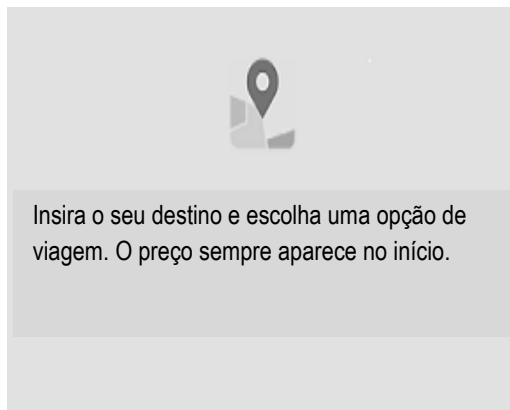 Insira o seu destino e escolha uma opção de
viagem. O preço sempre aparece no início.